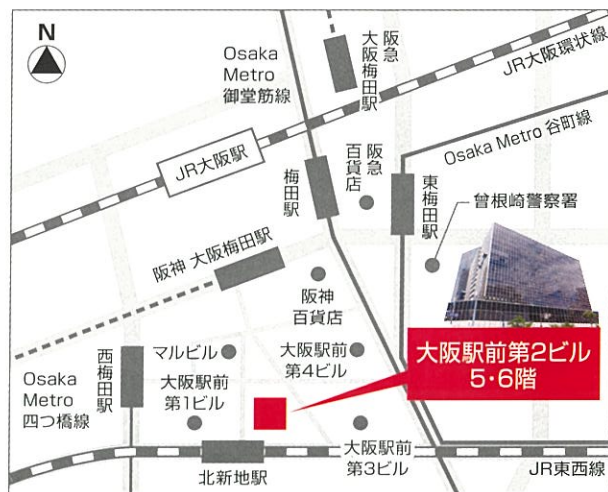 N
Osaka
Metro
御堂筋線
阪急
大阪梅田駅
JR大阪環状線
JR大阪駅
梅田駅
阪急
百貨店
東梅田駅
Osaka Metro 谷町線
曾根崎警察署
阪神 大阪梅田駅
阪神
百貨店
大阪駅前第2ビル
5・6階
西梅田駅
マルビル
大阪駅前
第4ビル
Osaka
Metro
四つ橋線
大阪駅前
第1ビル
大阪駅前
第3ビル
北新地駅
JR東西線